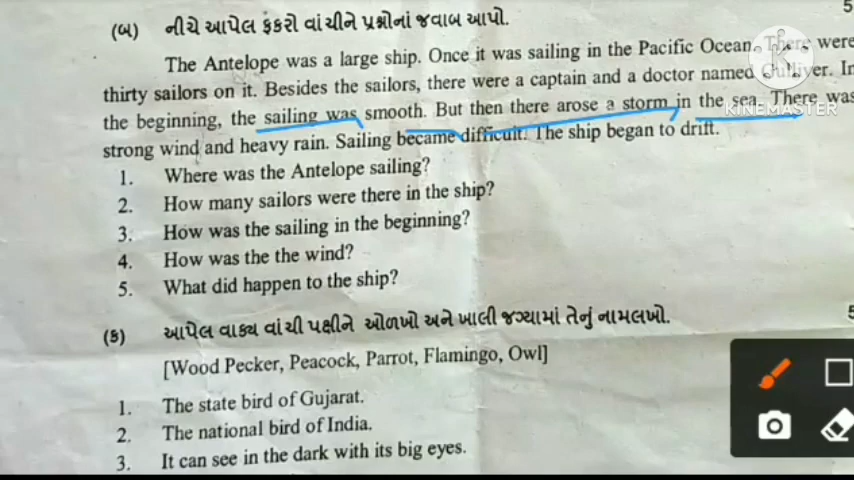 5
(બ) નીચે આપેલ ફકરો વાંચીને પ્રશ્નોનાં જવાબ આપો.
The Antelope was a large ship. Once it was sailing in the Pacific Ocean. There were
thirty sailors on it. Besides the sailors, there were a captain and a doctor named Gulliver. In
the beginning, the sailing was smooth. But then there arose a storm in the sea. There was
strong wind and heavy rain. Sailing became difficult. The ship began to drift.
1. Where was the Antelope sailing?
2. How many sailors were there in the ship?
3. How was the sailing in the beginning?
4. How was the the wind?
5. What did happen to the ship?
(ક) આપેલ વાક્ય વાંચી પક્ષીને ઓળખો અને ખાલી જગ્યામાં તેનું નામલખો. 5
[Wood Pecker, Peacock, Parrot, Flamingo, Owl]
1. The state bird of Gujarat.
2. The national bird of India.
3. It can see in the dark with its big eyes.
KINEMASTER